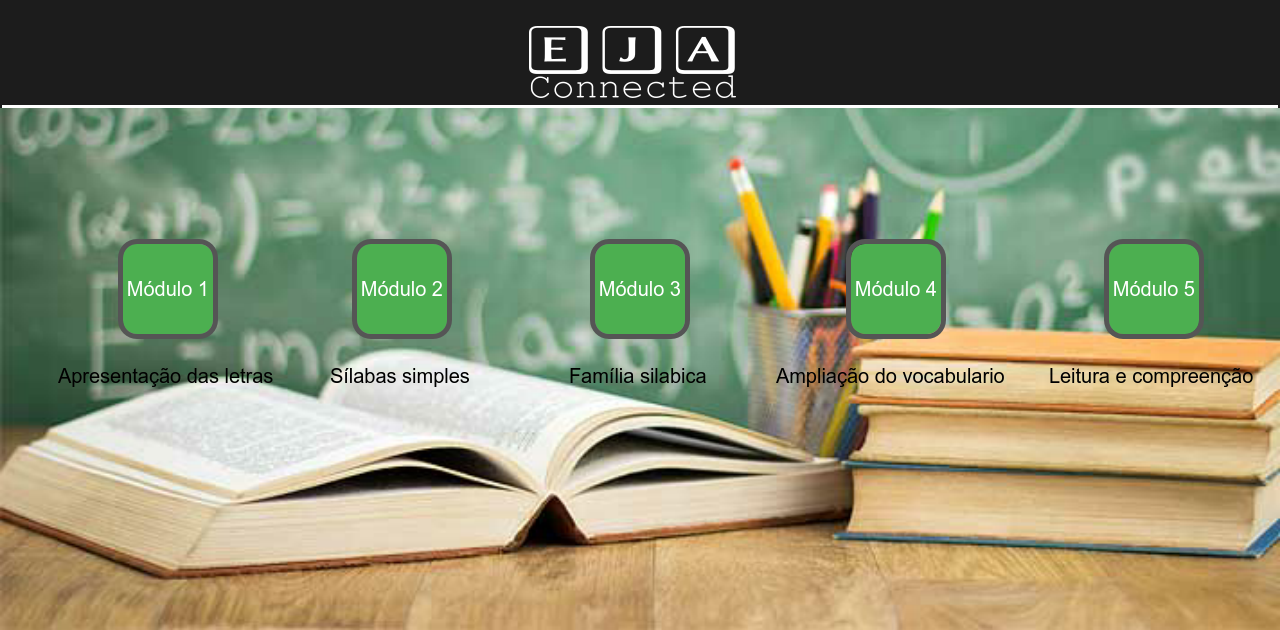 E J A
Connected
Módulo 1
Módulo 2
Módulo 3
Módulo 4
Módulo 5
Apresentação das letras
Sílabas simples
Família silabica
Ampliação do vocabulario
Leitura e compreenção